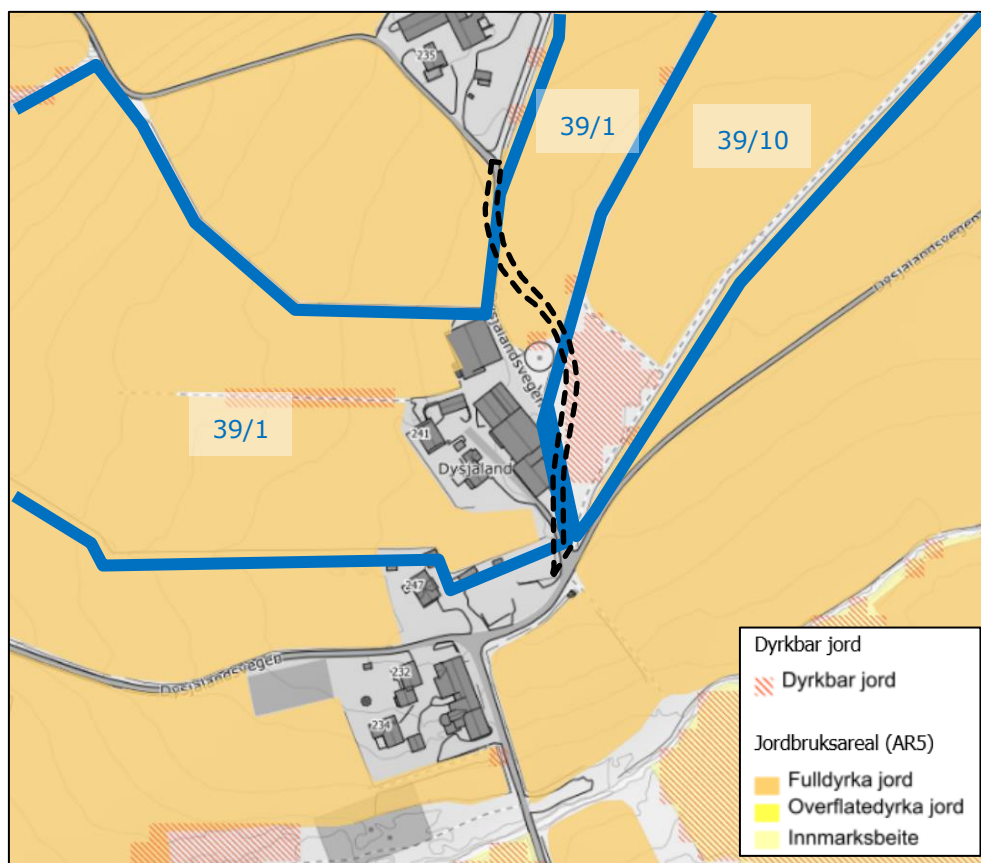 235
39/1
39/10
Dysjalandsvegen
Dysjalandsvegen
39/1
241
Dysjaland
247
Dysjalandsvegen
232
234
Dyrkbar jord
Dyrkbar jord
Jordbruksareal (AR5)
Fulldyrka jord
Overflatedyrka jord
Innmarksbeite